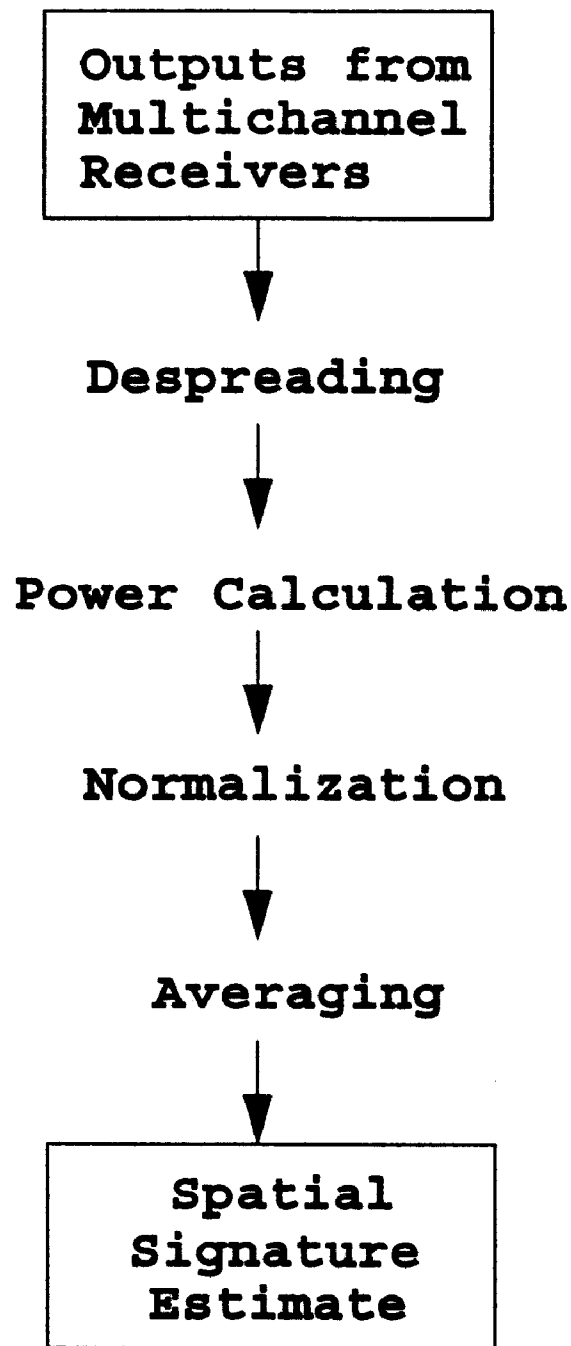 Outputs from
Multichannel
Receivers
Despreading
Power Calculation
Normalization
Averaging
Spatial
Signature
Estimate